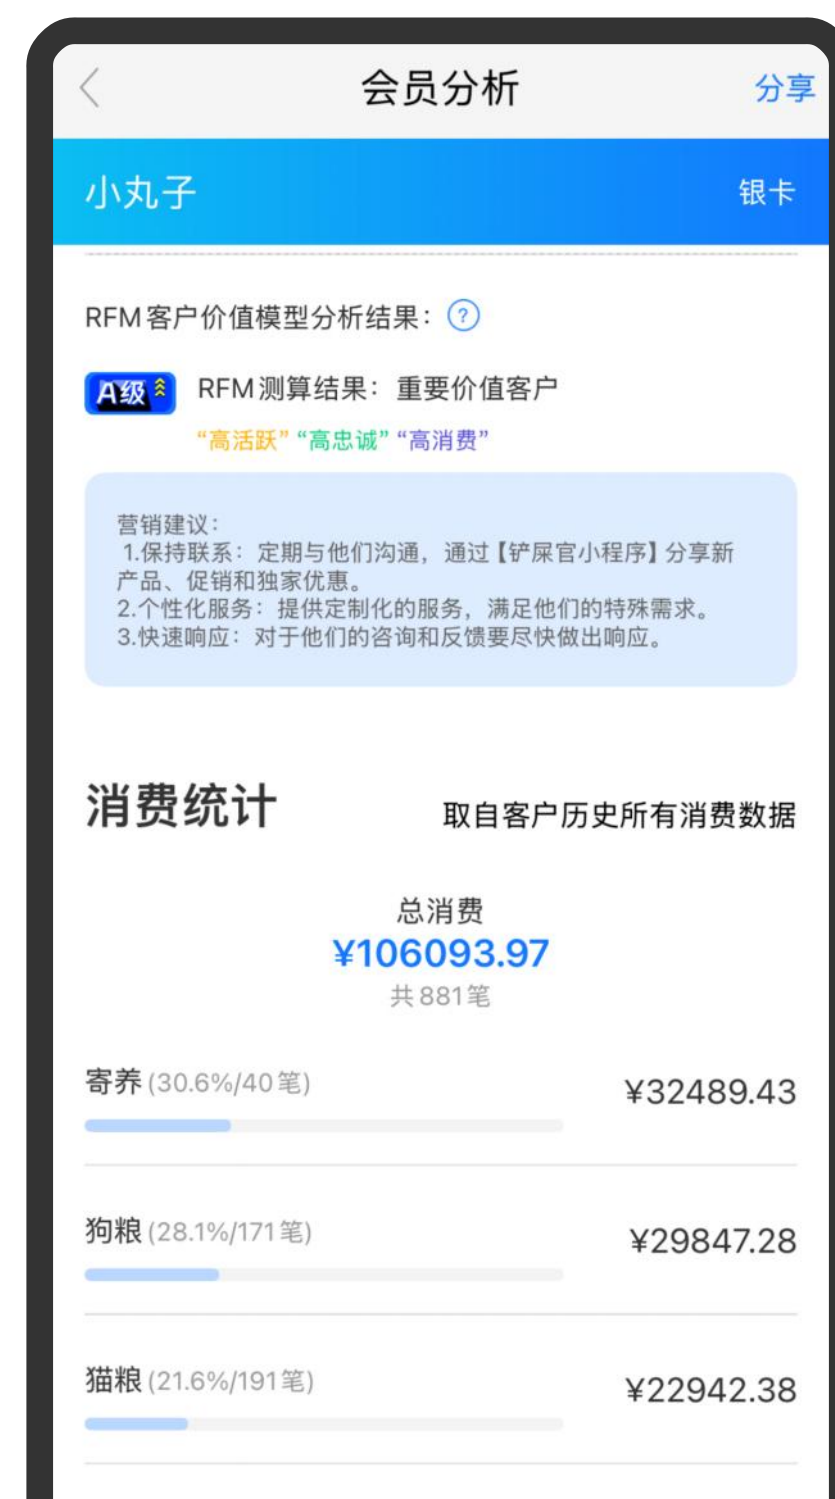 会员分析
分享
小丸子
银卡
RFM客户价值模型分析结果：?
A级
RFM测算结果：重要价值客户
“高活跃”“高忠诚”“高消费”
营销建议：
1.保持联系：定期与他们沟通，通过【铲屎官小程序】分享新
产品、促销和独家优惠。
2.个性化服务：提供定制化的服务，满足他们的特殊需求。
3.快速响应：对于他们的咨询和反馈要尽快做出响应。
消费统计
取自客户历史所有消费数据
总消费
¥106093.97
共881笔
寄养(30.6%/40笔)
¥32489.43
狗粮(28.1%/171笔)
¥29847.28
猫粮(21.6%/191笔)
¥22942.38